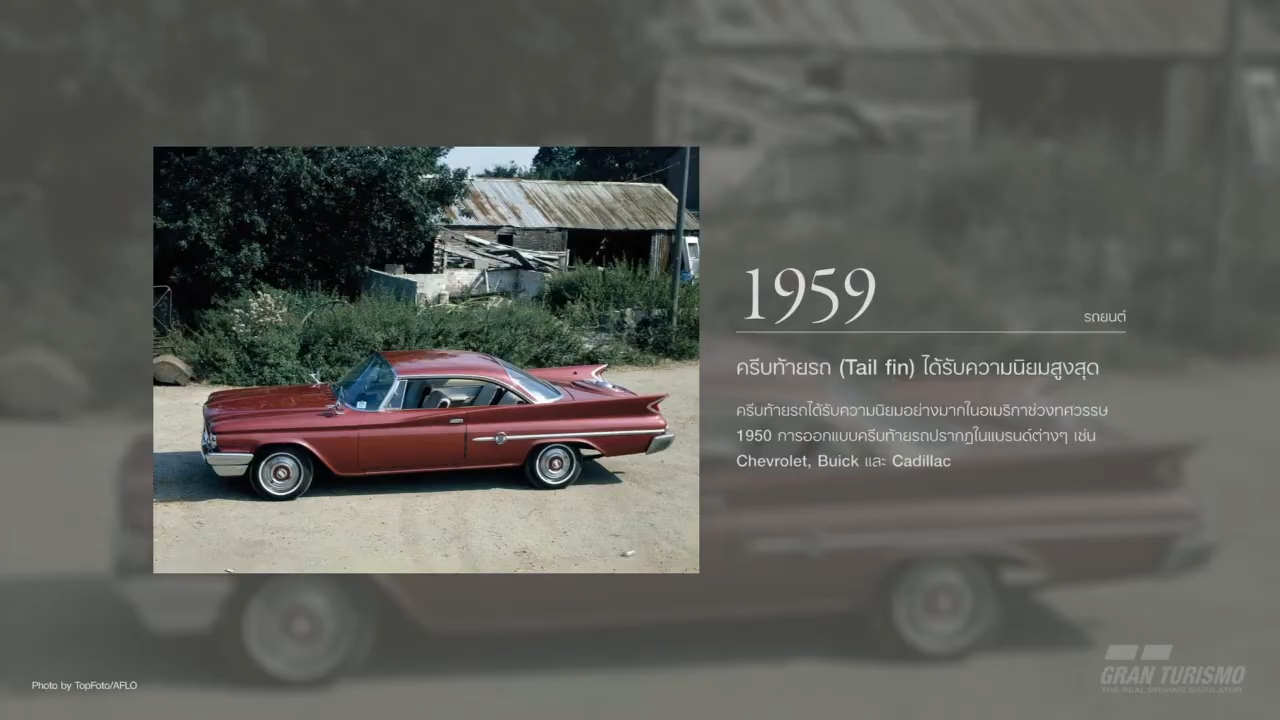 1959
รถยนต์
ครีบท้ายรถ (Tail fin) ได้รับความนิยมสูงสุด
ครีบท้ายรถได้รับความนิยมอย่างมากในอเมริกาช่วงทศวรรษ
1950 การออกแบบครีบท้ายรถปรากฏในแบรนด์ต่างๆ เช่น
Chevrolet, Buick และ Cadillac
Photo by TopFoto/AFLO
GRAN TURISMO
THE REAL DRIVING SIMULATOR